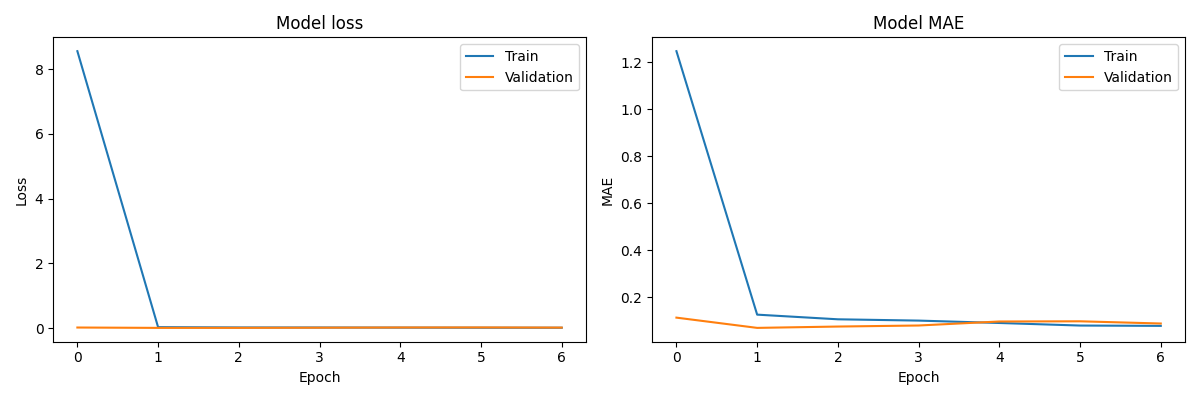 Model loss
Train
Validation
8
6
4
2
0
Loss
0 1 2 3 4 5 6
Epoch
Model MAE
Train
Validation
1.2
1.0
0.8
0.6
0.4
0.2
MAE
0 1 2 3 4 5 6
Epoch